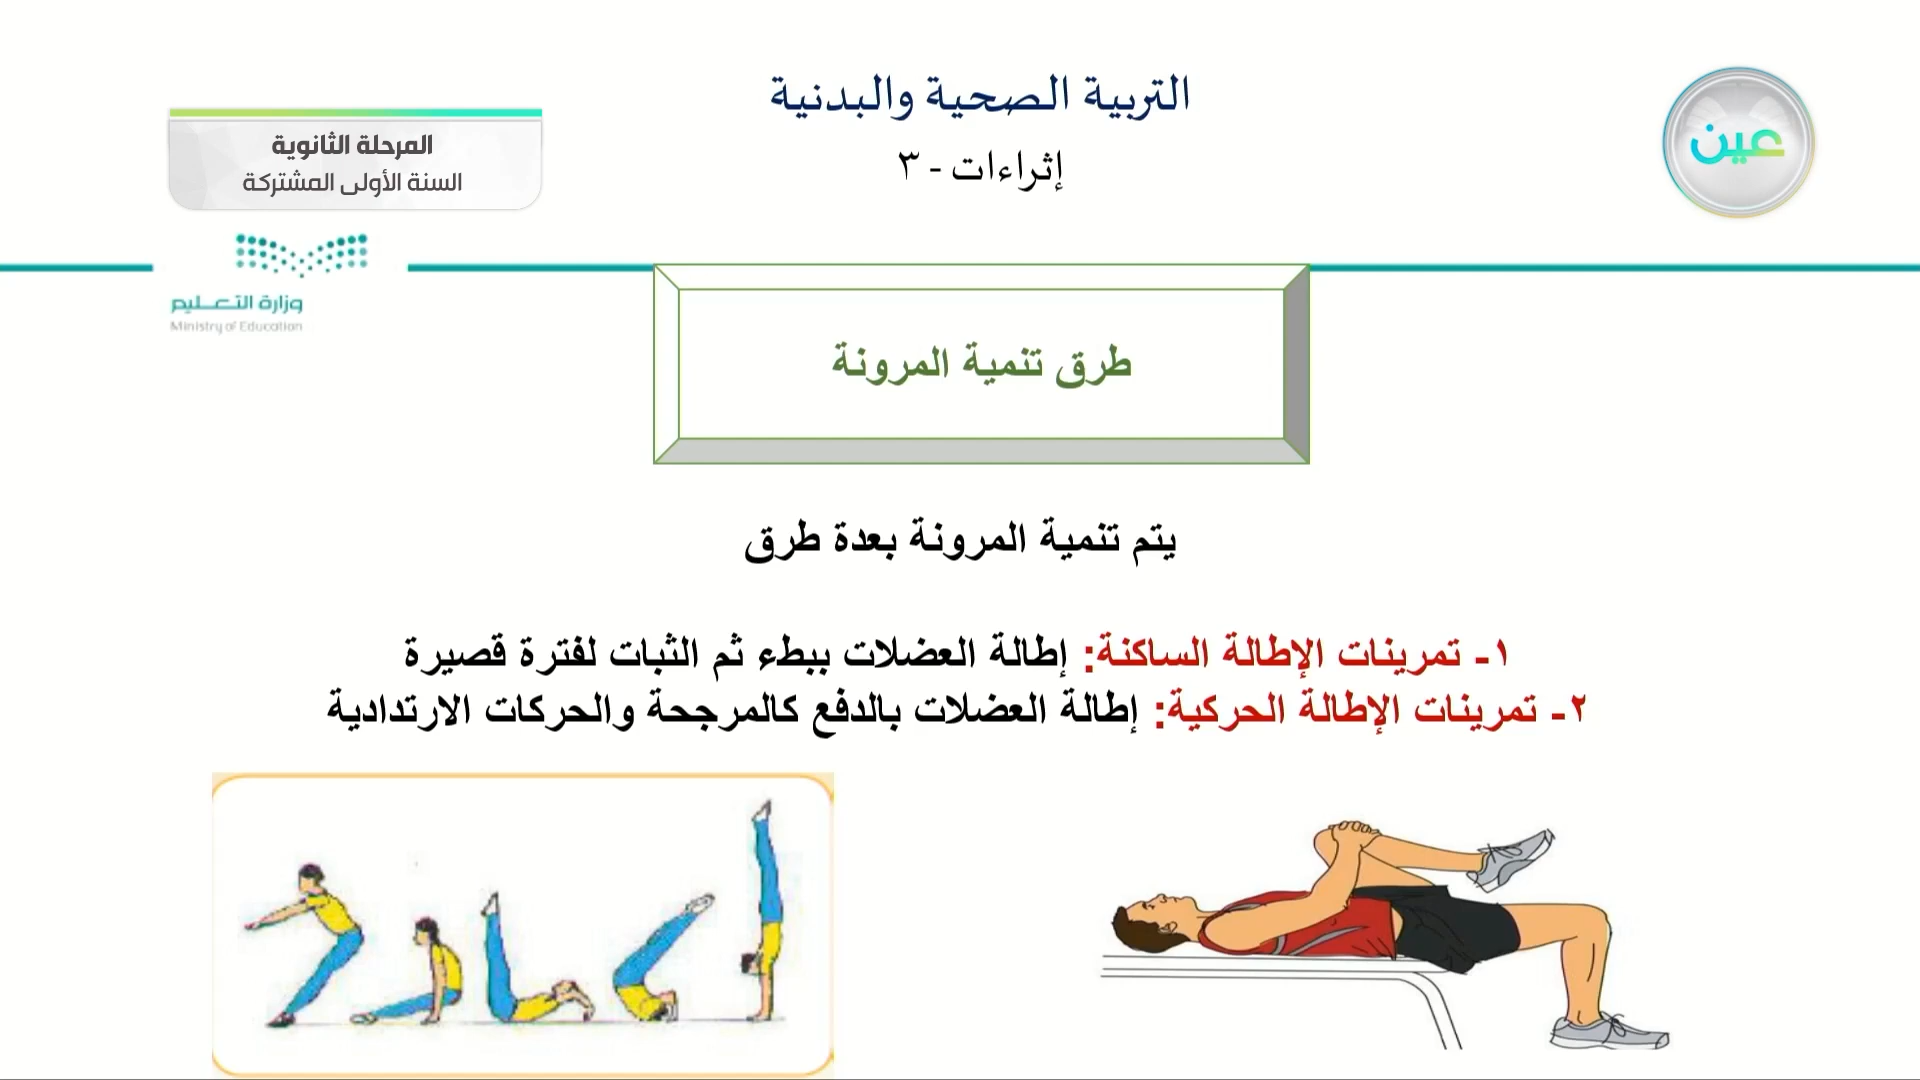 التربية الصحية والبدنية
إثراءات - ٣
عين
المرحلة الثانوية
السنة الأولى المشتركة
وزارة التعليم
Ministry of Education
طرق تنمية المرونة
يتم تنمية المرونة بعدة طرق
١- تمرينات الإطالة الساكنة: إطالة العضلات ببطء ثم الثبات لفترة قصيرة
٢- تمرينات الإطالة الحركية: إطالة العضلات بالدفع كالمرجحة والحركات الارتدادية